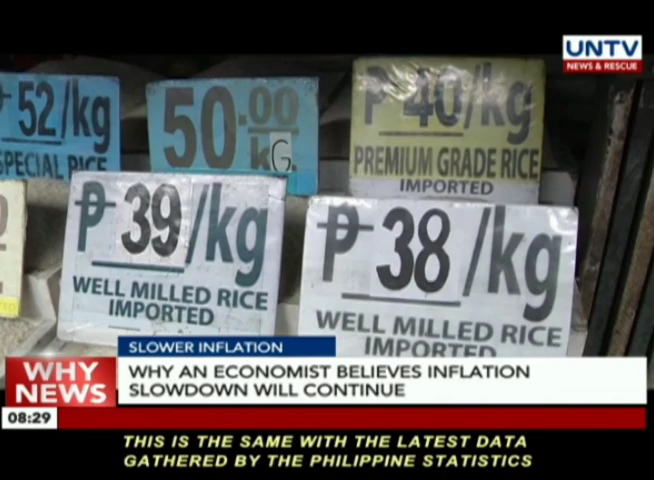 UNTV
NEWS & RESCUE
₱ 52/kg
SPECIAL RICE
50.00
kG.
₱ 40/kg
PREMIUM GRADE RICE
IMPORTED
₱ 39/kg
WELL MILLED RICE
IMPORTED
₱ 38/kg
WELL MILLED RICE
IMPORTED
SLOWER INFLATION
WHY NEWS
WHY AN ECONOMIST BELIEVES INFLATION
SLOWDOWN WILL CONTINUE
08:29
THIS IS THE SAME WITH THE LATEST DATA
GATHERED BY THE PHILIPPINE STATISTICS